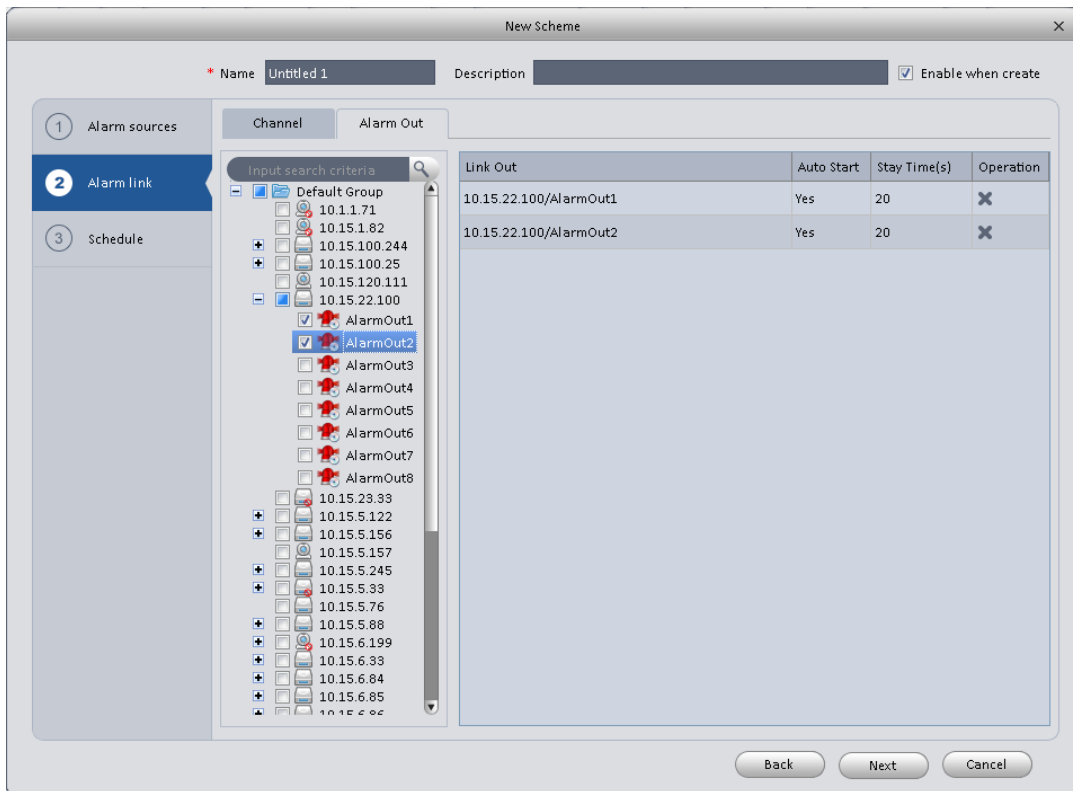 New Scheme
* Name Untitled 1 Description Enable when create
1 Alarm sources
2 Alarm link
3 Schedule
Channel Alarm Out
Input search criteria
Default Group
10.1.1.71
10.15.1.82
10.15.100.244
10.15.100.25
10.15.120.111
10.15.22.100
AlarmOut1
AlarmOut2
AlarmOut3
AlarmOut4
AlarmOut5
AlarmOut6
AlarmOut7
AlarmOut8
10.15.23.33
10.15.5.122
10.15.5.156
10.15.5.157
10.15.5.245
10.15.5.33
10.15.5.76
10.15.5.88
10.15.6.199
10.15.6.33
10.15.6.84
10.15.6.85
10.15.6.86
Link Out Auto Start Stay Time(s) Operation
10.15.22.100/AlarmOut1 Yes 20
10.15.22.100/AlarmOut2 Yes 20
Back Next Cancel